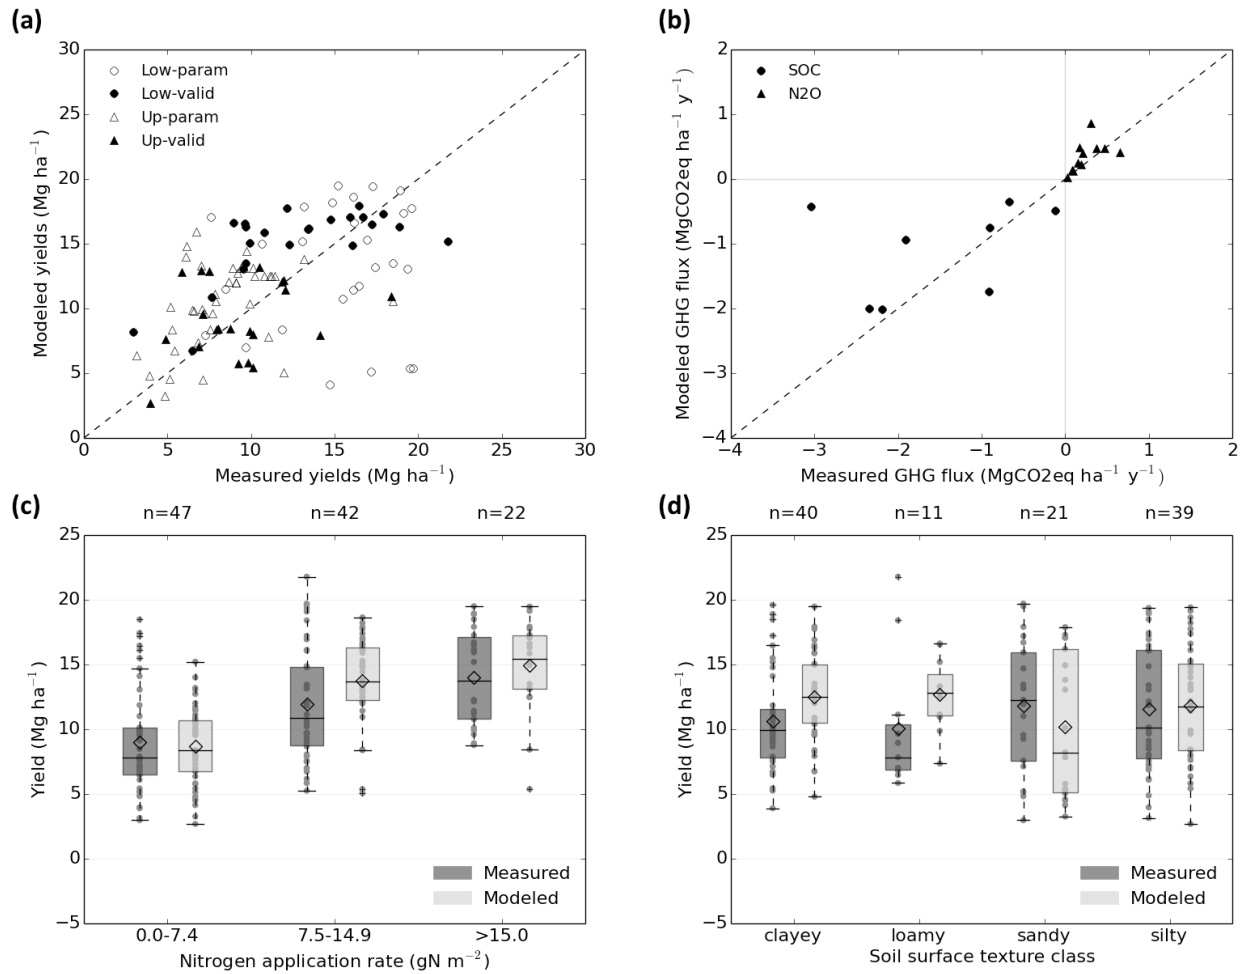 (a)
30
25
20
15
10
5
0
0 5 10 15 20 25 30
Modeled yields (Mg ha⁻¹)
Measured yields (Mg ha⁻¹)
Low-param
Low-valid
Up-param
Up-valid
(b)
2
1
0
−1
−2
−3
−4
−4 −3 −2 −1 0 1 2
Modeled GHG flux (MgCO2eq ha⁻¹ y⁻¹)
Measured GHG flux (MgCO2eq ha⁻¹ y⁻¹)
SOC
N2O
(c)
n=47 n=42 n=22
25
20
15
10
5
0
−5
Yield (Mg ha⁻¹)
Measured
Modeled
0.0-7.4 7.5-14.9 >15.0
Nitrogen application rate (gN m⁻²)
(d)
n=40 n=11 n=21 n=39
25
20
15
10
5
0
−5
Yield (Mg ha⁻¹)
Measured
Modeled
clayey loamy sandy silty
Soil surface texture class